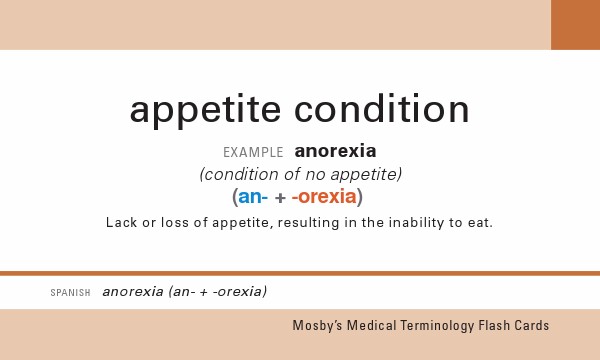 appetite condition
EXAMPLE anorexia
(condition of no appetite)
(an- + -orexia)
Lack or loss of appetite, resulting in the inability to eat.
SPANISH anorexia (an- + -orexia)
Mosby's Medical Terminology Flash Cards